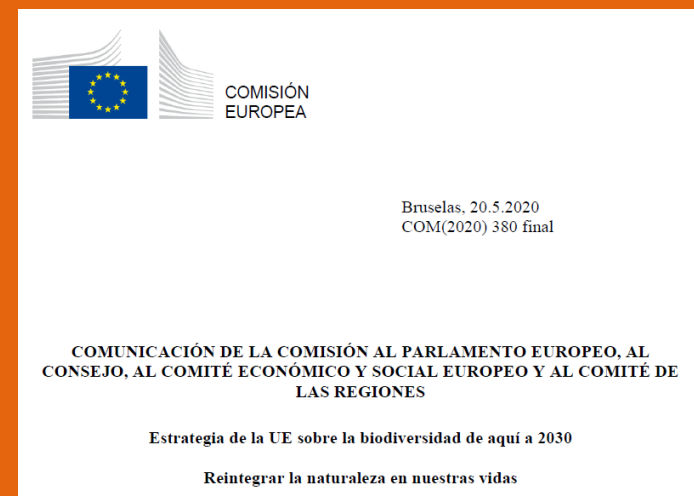 COMISIÓN
EUROPEA
Bruselas, 20.5.2020
COM(2020) 380 final
COMUNICACIÓN DE LA COMISIÓN AL PARLAMENTO EUROPEO, AL
CONSEJO, AL COMITÉ ECONÓMICO Y SOCIAL EUROPEO Y AL COMITÉ DE
LAS REGIONES
Estrategia de la UE sobre la biodiversidad de aquí a 2030
Reintegrar la naturaleza en nuestras vidas